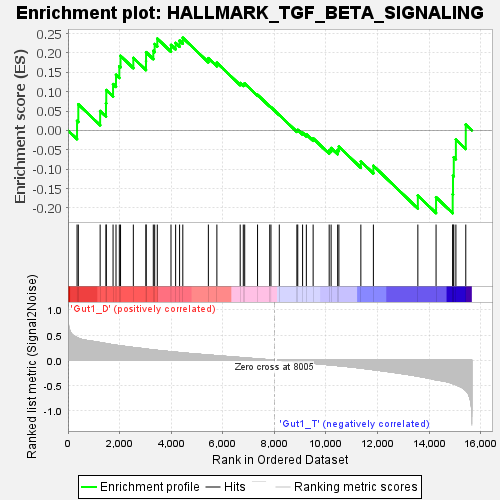 Enrichment plot: HALLMARK_TGF_BETA_SIGNALING
Enrichment score (ES)
0.25
0.20
0.15
0.10
0.05
0.00
-0.05
-0.10
-0.15
-0.20
'Gut1_D' (positively correlated)
Ranked list metric (Signal2Noise)
1.0
0.5
0.0
-0.5
-1.0
Zero cross at 8005
'Gut1_T' (negatively correlated)
0
2,000
4,000
6,000
8,000
10,000
12,000
14,000
16,000
Rank in Ordered Dataset
Enrichment profile
Hits
Ranking metric scores